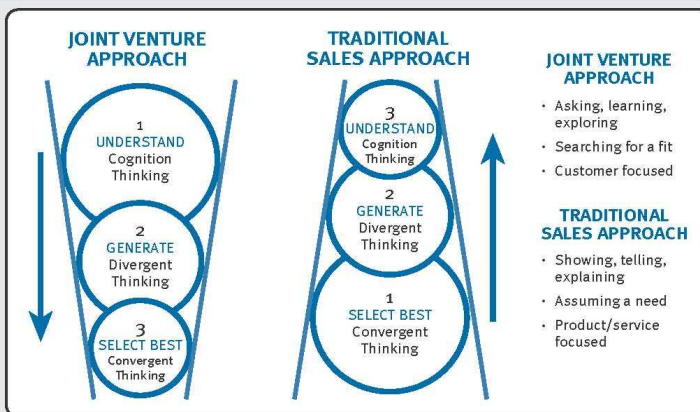 JOINT VENTURE
APPROACH
1
UNDERSTAND
Cognition
Thinking
2
GENERATE
Divergent
Thinking
3
SELECT BEST
Convergent
Thinking
TRADITIONAL
SALES APPROACH
3
UNDERSTAND
Cognition
Thinking
2
GENERATE
Divergent
Thinking
1
SELECT BEST
Convergent
Thinking
JOINT VENTURE
APPROACH
• Asking, learning,
exploring
• Searching for a fit
• Customer focused
TRADITIONAL
SALES APPROACH
• Showing, telling,
explaining
• Assuming a need
• Product/service
focused